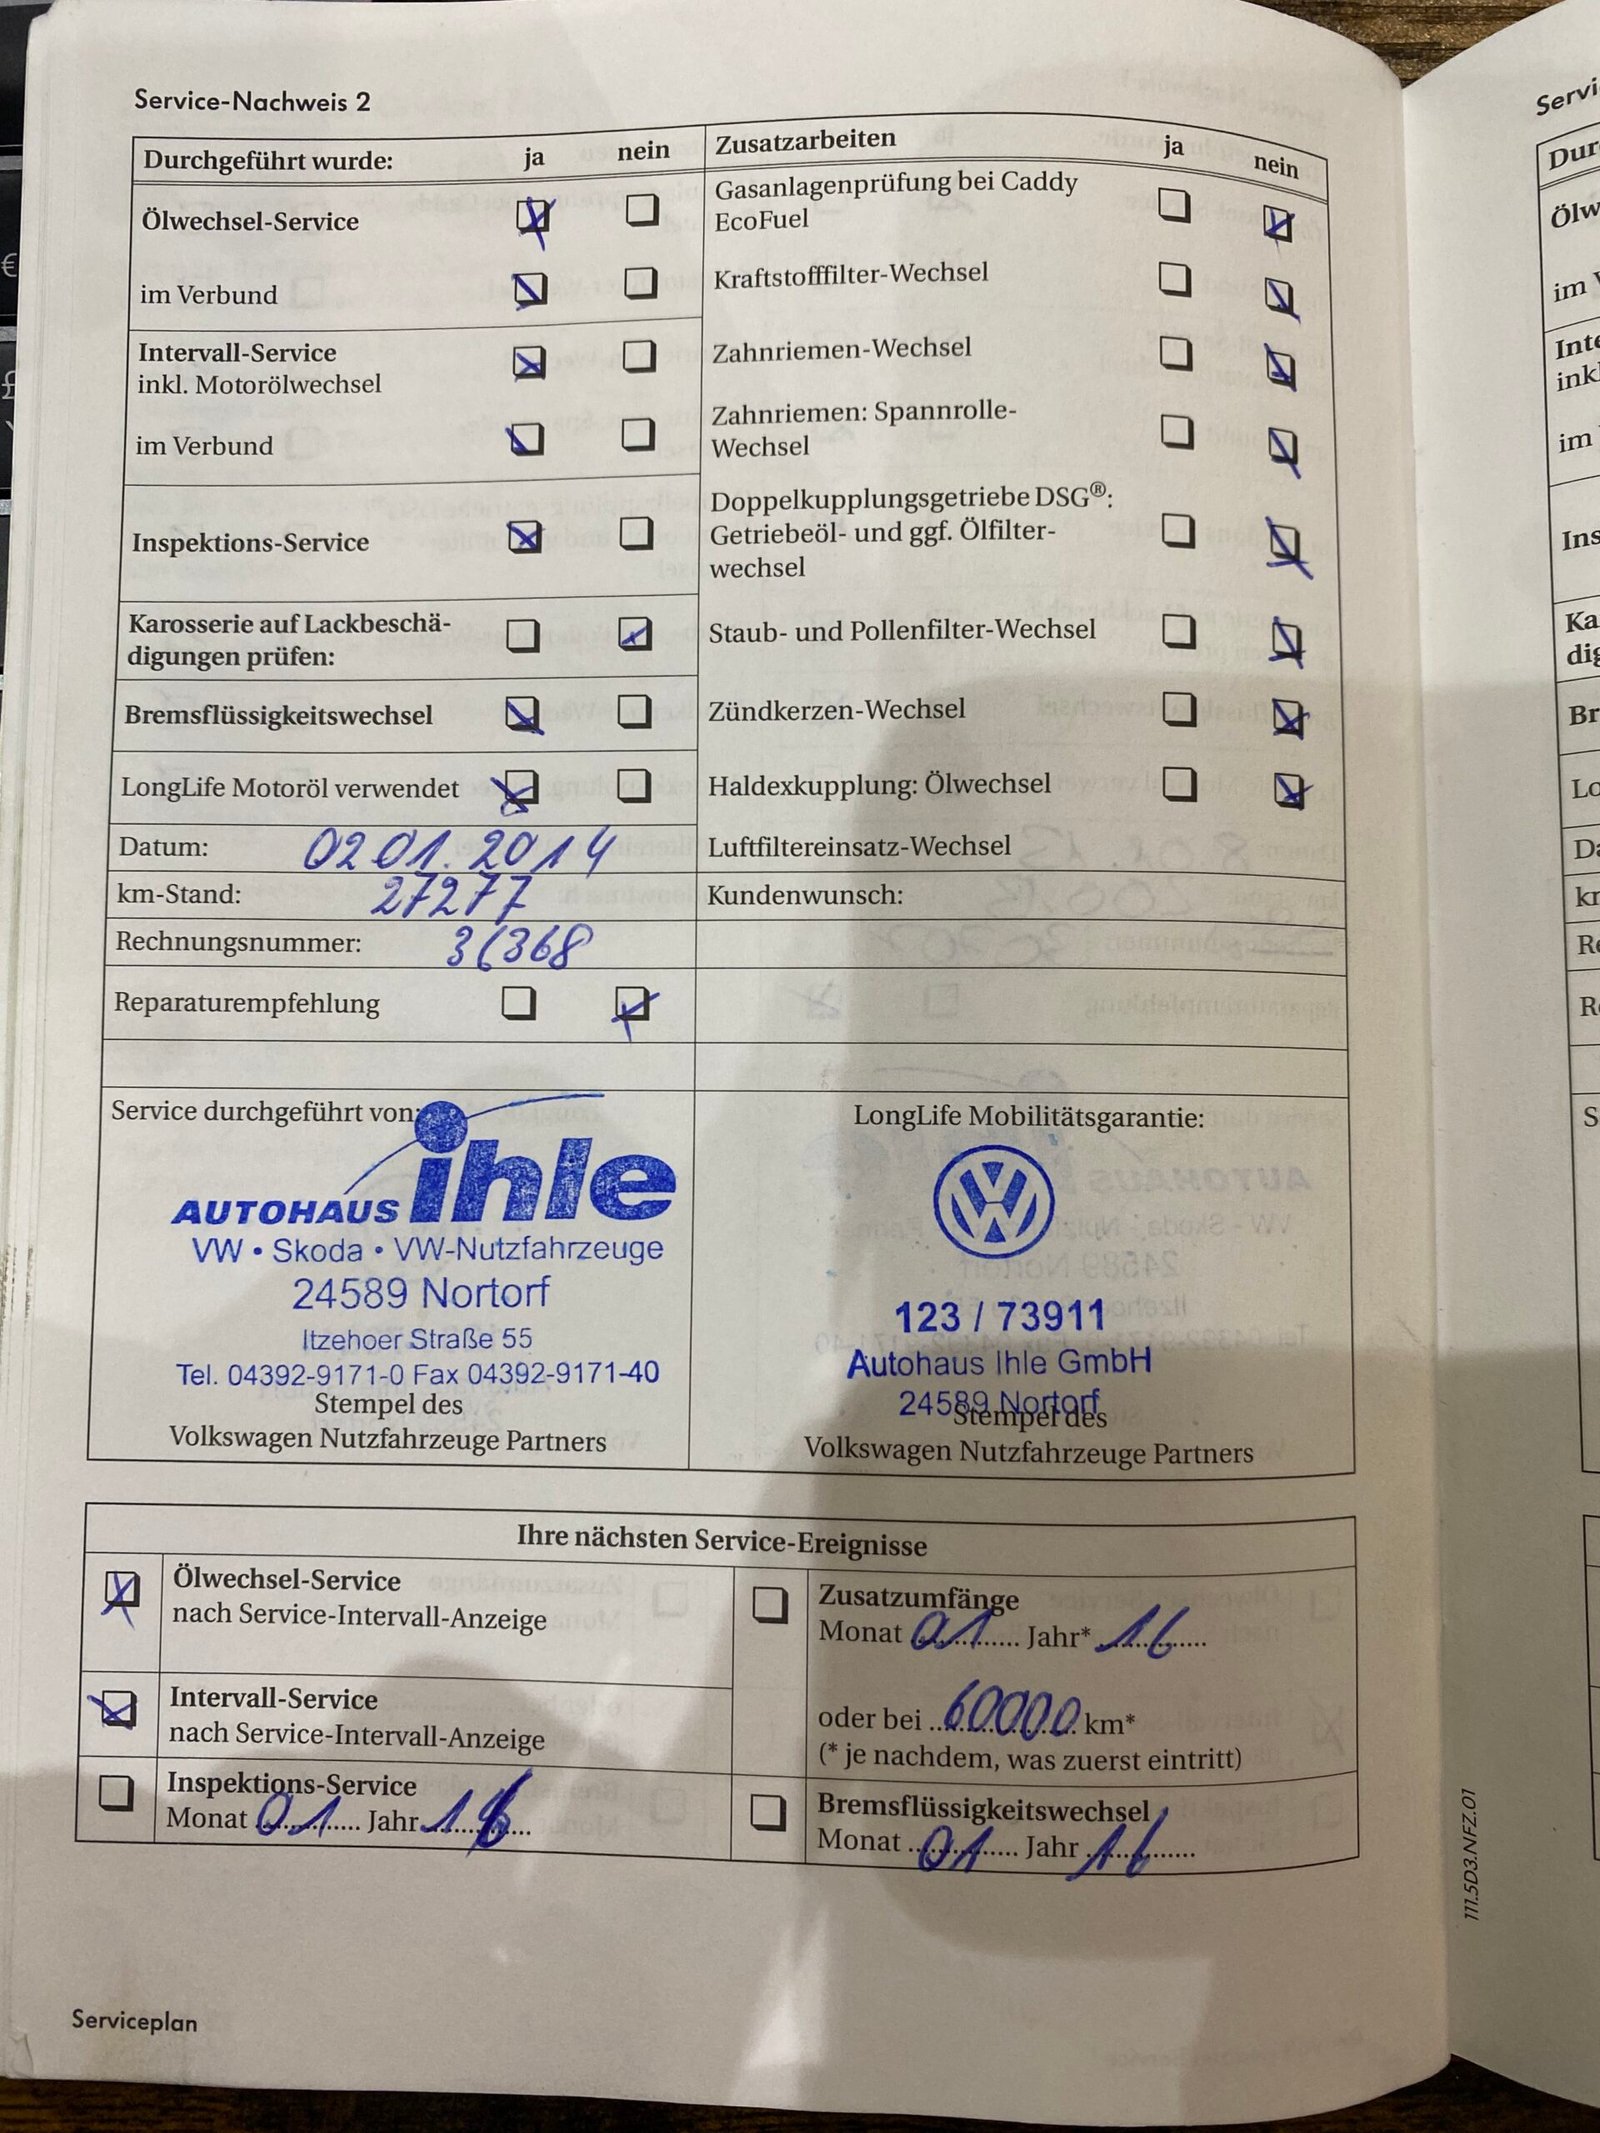 Service-Nachweis 2
Durchgeführt wurde: ja nein
Ölwechsel-Service
im Verbund
Intervall-Service
inkl. Motorölwechsel
im Verbund
Inspektions-Service
Karosserie auf Lackbeschä-
digungen prüfen:
Bremsflüssigkeitswechsel
LongLife Motoröl verwendet
Datum: 02 01. 2014
km-Stand: 27277
Rechnungsnummer: 36368
Reparaturempfehlung
Zusatzarbeiten ja nein
Gasanlagenprüfung bei Caddy
EcoFuel
Kraftstofffilter-Wechsel
Zahnriemen-Wechsel
Zahnriemen: Spannrolle-
Wechsel
Doppelkupplungsgetriebe DSG®:
Getriebeöl- und ggf. Ölfilter-
wechsel
Staub- und Pollenfilter-Wechsel
Zündkerzen-Wechsel
Haldexkupplung: Ölwechsel
Luftfiltereinsatz-Wechsel
Kundenwunsch:
Service durchgeführt von:
AUTOHAUS ihle
VW • Skoda • VW-Nutzfahrzeuge
24589 Nortorf
Itzehoer Straße 55
Tel. 04392-9171-0 Fax 04392-9171-40
Stempel des
Volkswagen Nutzfahrzeuge Partners
LongLife Mobilitätsgarantie:
123 / 73911
Autohaus Ihle GmbH
24589 Nortorf
Stempel des
Volkswagen Nutzfahrzeuge Partners
Ihre nächsten Service-Ereignisse
Ölwechsel-Service
nach Service-Intervall-Anzeige
Intervall-Service
nach Service-Intervall-Anzeige
Inspektions-Service
Monat 01 Jahr 16
Zusatzumfänge
Monat 01 Jahr* 16
oder bei 60000 km*
(* je nachdem, was zuerst eintritt)
Bremsflüssigkeitswechsel
Monat 01 Jahr 16
111.5D3.NFZ.01
Serviceplan